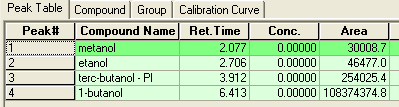 Peak Table Compound Group Calibration Curve
Peak# Compound Name Ret.Time Conc. Area
1 metanol 2.077 0.00000 30008.7
2 etanol 2.706 0.00000 46477.0
3 terc-butanol - PI 3.912 0.00000 254025.4
4 1-butanol 6.413 0.00000 108374374.8